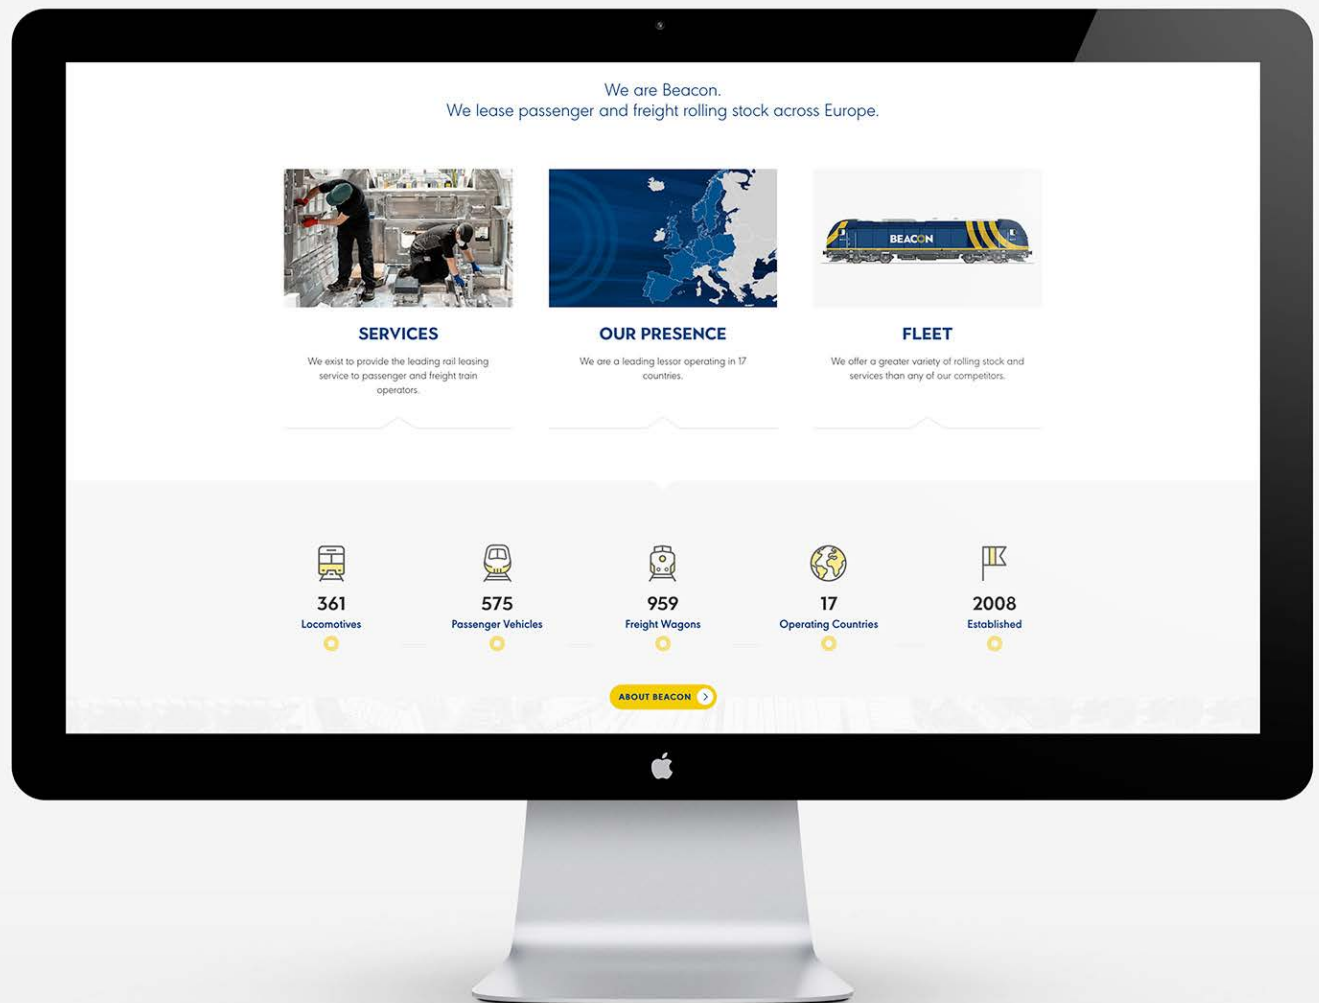 We are Beacon.
We lease passenger and freight rolling stock across Europe.
BEACON
SERVICES
We exist to provide the leading rail leasing
service to passenger and freight train
operators.
OUR PRESENCE
We are a leading lessor operating in 17
countries.
FLEET
We offer a greater variety of rolling stock and
services than any of our competitors.
361
Locomotives
575
Passenger Vehicles
959
Freight Wagons
17
Operating Countries
2008
Established
ABOUT BEACON